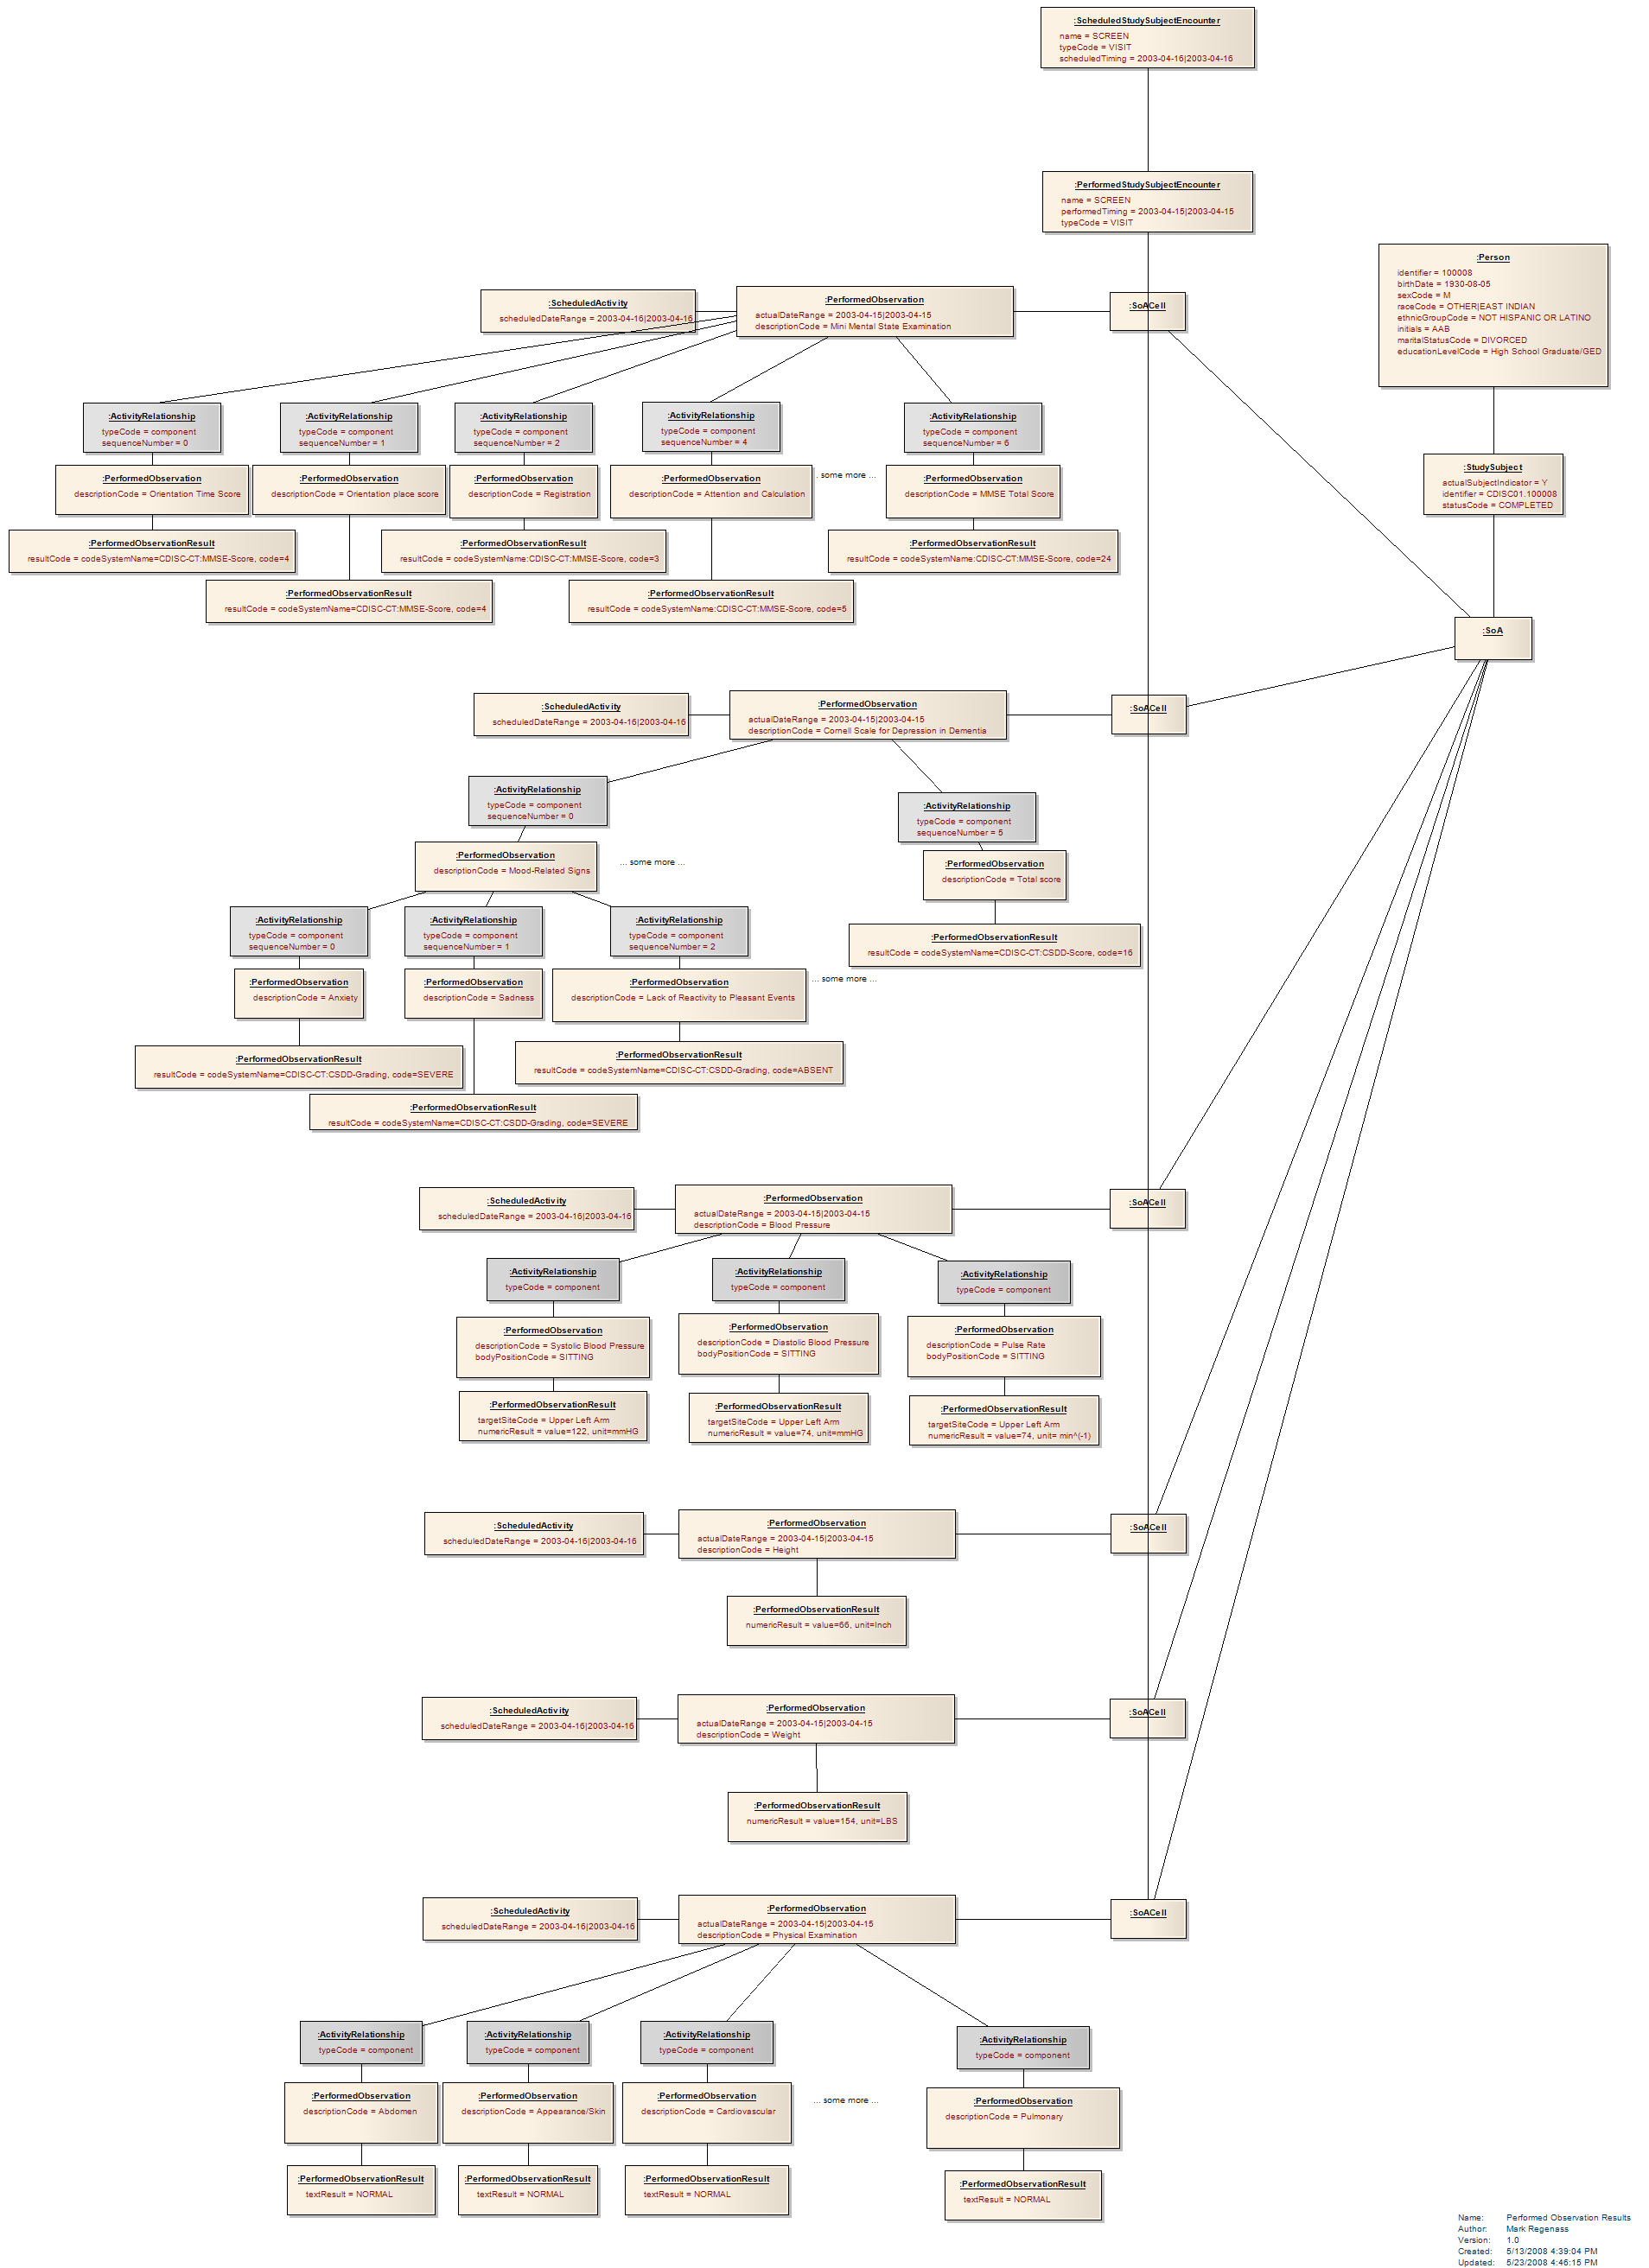 :ScheduledStudySubjectEncounter
name = SCREEN
typeCode = VISIT
scheduledTiming = 2003-04-16|2003-04-16
:PerformedStudySubjectEncounter
name = SCREEN
performedTiming = 2003-04-15|2003-04-15
typeCode = VISIT
:Person
identifier = 100008
birthDate = 1930-08-05
sexCode = M
raceCode = OTHER|EAST INDIAN
ethnicGroupCode = NOT HISPANIC OR LATINO
initials = AAB
maritalStatusCode = DIVORCED
educationLevelCode = High School Graduate/GED
:ScheduledActivity
scheduledDateRange = 2003-04-16|2003-04-16
:PerformedObservation
actualDateRange = 2003-04-15|2003-04-15
descriptionCode = Mini Mental State Examination
:SoACell
:ActivityRelationship
typeCode = component
sequenceNumber = 0
:ActivityRelationship
typeCode = component
sequenceNumber = 1
:ActivityRelationship
typeCode = component
sequenceNumber = 2
:ActivityRelationship
typeCode = component
sequenceNumber = 4
:ActivityRelationship
typeCode = component
sequenceNumber = 6
:StudySubject
actualSubjectIndicator = Y
identifier = CDISC01.100008
statusCode = COMPLETED
:PerformedObservation
descriptionCode = Orientation Time Score
:PerformedObservation
descriptionCode = Orientation place score
:PerformedObservation
descriptionCode = Registration
:PerformedObservation
descriptionCode = Attention and Calculation
. some more ...
:PerformedObservation
descriptionCode = MMSE Total Score
:PerformedObservationResult
resultCode = codeSystemName=CDISC-CT:MMSE-Score, code=4
:PerformedObservationResult
resultCode = codeSystemName:CDISC-CT:MMSE-Score, code=3
:PerformedObservationResult
resultCode = codeSystemName:CDISC-CT:MMSE-Score, code=24
:PerformedObservationResult
resultCode = codeSystemName=CDISC-CT:MMSE-Score, code=4
:PerformedObservationResult
resultCode = codeSystemName:CDISC-CT:MMSE-Score, code=5
:SoA
:ScheduledActivity
scheduledDateRange = 2003-04-16|2003-04-16
:PerformedObservation
actualDateRange = 2003-04-15|2003-04-15
descriptionCode = Cornell Scale for Depression in Dementia
:SoACell
:ActivityRelationship
typeCode = component
sequenceNumber = 0
:ActivityRelationship
typeCode = component
sequenceNumber = 5
:PerformedObservation
descriptionCode = Mood-Related Signs
... some more ...
:PerformedObservation
descriptionCode = Total score
:ActivityRelationship
typeCode = component
sequenceNumber = 0
:ActivityRelationship
typeCode = component
sequenceNumber = 1
:ActivityRelationship
typeCode = component
sequenceNumber = 2
:PerformedObservationResult
resultCode = codeSystemName=CDISC-CT:CSDD-Score, code=16
:PerformedObservation
descriptionCode = Anxiety
:PerformedObservation
descriptionCode = Sadness
:PerformedObservation
descriptionCode = Lack of Reactivity to Pleasant Events
... some more ...
:PerformedObservationResult
resultCode = codeSystemName=CDISC-CT:CSDD-Grading, code=SEVERE
:PerformedObservationResult
resultCode = codeSystemName=CDISC-CT:CSDD-Grading, code=ABSENT
:PerformedObservationResult
resultCode = codeSystemName=CDISC-CT:CSDD-Grading, code=SEVERE
:ScheduledActivity
scheduledDateRange = 2003-04-16|2003-04-16
:PerformedObservation
actualDateRange = 2003-04-15|2003-04-15
descriptionCode = Blood Pressure
:SoACell
:ActivityRelationship
typeCode = component
:ActivityRelationship
typeCode = component
:ActivityRelationship
typeCode = component
:PerformedObservation
descriptionCode = Systolic Blood Pressure
bodyPositionCode = SITTING
:PerformedObservation
descriptionCode = Diastolic Blood Pressure
bodyPositionCode = SITTING
:PerformedObservation
descriptionCode = Pulse Rate
bodyPositionCode = SITTING
:PerformedObservationResult
targetSiteCode = Upper Left Arm
numericResult = value=122, unit=mmHG
:PerformedObservationResult
targetSiteCode = Upper Left Arm
numericResult = value=74, unit=mmHG
:PerformedObservationResult
targetSiteCode = Upper Left Arm
numericResult = value=74, unit= min^(-1)
:ScheduledActivity
scheduledDateRange = 2003-04-16|2003-04-16
:PerformedObservation
actualDateRange = 2003-04-15|2003-04-15
descriptionCode = Height
:SoACell
:PerformedObservationResult
numericResult = value=66, unit=Inch
:ScheduledActivity
scheduledDateRange = 2003-04-16|2003-04-16
:PerformedObservation
actualDateRange = 2003-04-15|2003-04-15
descriptionCode = Weight
:SoACell
:PerformedObservationResult
numericResult = value=154, unit=LBS
:ScheduledActivity
scheduledDateRange = 2003-04-16|2003-04-16
:PerformedObservation
actualDateRange = 2003-04-15|2003-04-15
descriptionCode = Physical Examination
:SoACell
:ActivityRelationship
typeCode = component
:ActivityRelationship
typeCode = component
:ActivityRelationship
typeCode = component
:ActivityRelationship
typeCode = component
:PerformedObservation
descriptionCode = Abdomen
:PerformedObservation
descriptionCode = Appearance/Skin
:PerformedObservation
descriptionCode = Cardiovascular
... some more ...
:PerformedObservation
descriptionCode = Pulmonary
:PerformedObservationResult
textResult = NORMAL
:PerformedObservationResult
textResult = NORMAL
:PerformedObservationResult
textResult = NORMAL
:PerformedObservationResult
textResult = NORMAL
Name: Performed Observation Results
Author: Mark Regenass
Version: 1.0
Created: 5/13/2008 4:39:04 PM
Updated: 5/23/2008 4:46:15 PM